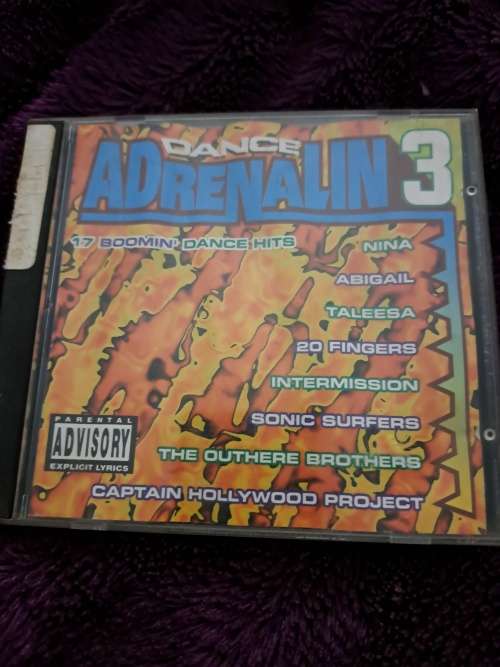 DANCE
ADRENALIN 3
17 BOOMIN' DANCE HITS
NINA
ABIGAIL
TALEESA
20 FINGERS
INTERMISSION
SONIC SURFERS
THE OUTHERE BROTHERS
CAPTAIN HOLLYWOOD PROJECT
PARENTAL
ADVISORY
EXPLICIT LYRICS